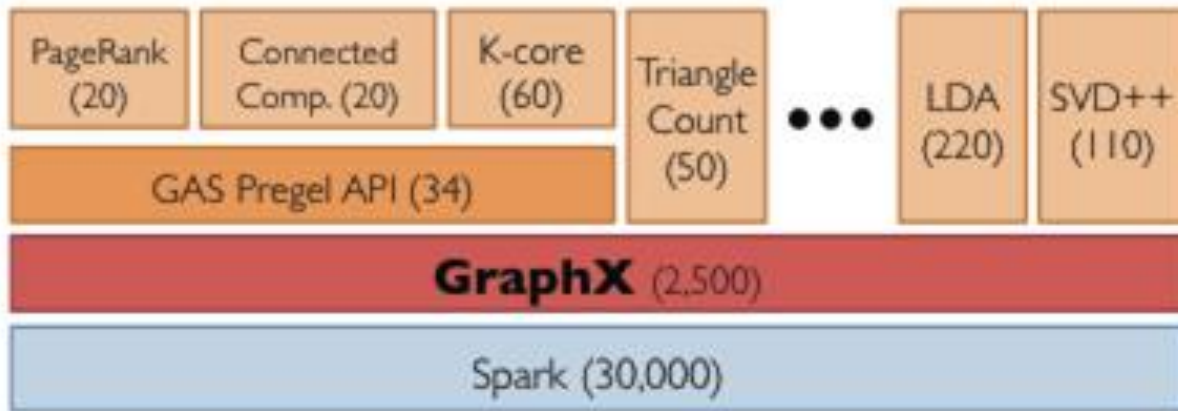 PageRank
(20)
Connected
Comp. (20)
K-core
(60)
Triangle
Count
(50)
LDA
(220)
SVD++
(110)
GAS Pregel API (34)
GraphX (2,500)
Spark (30,000)